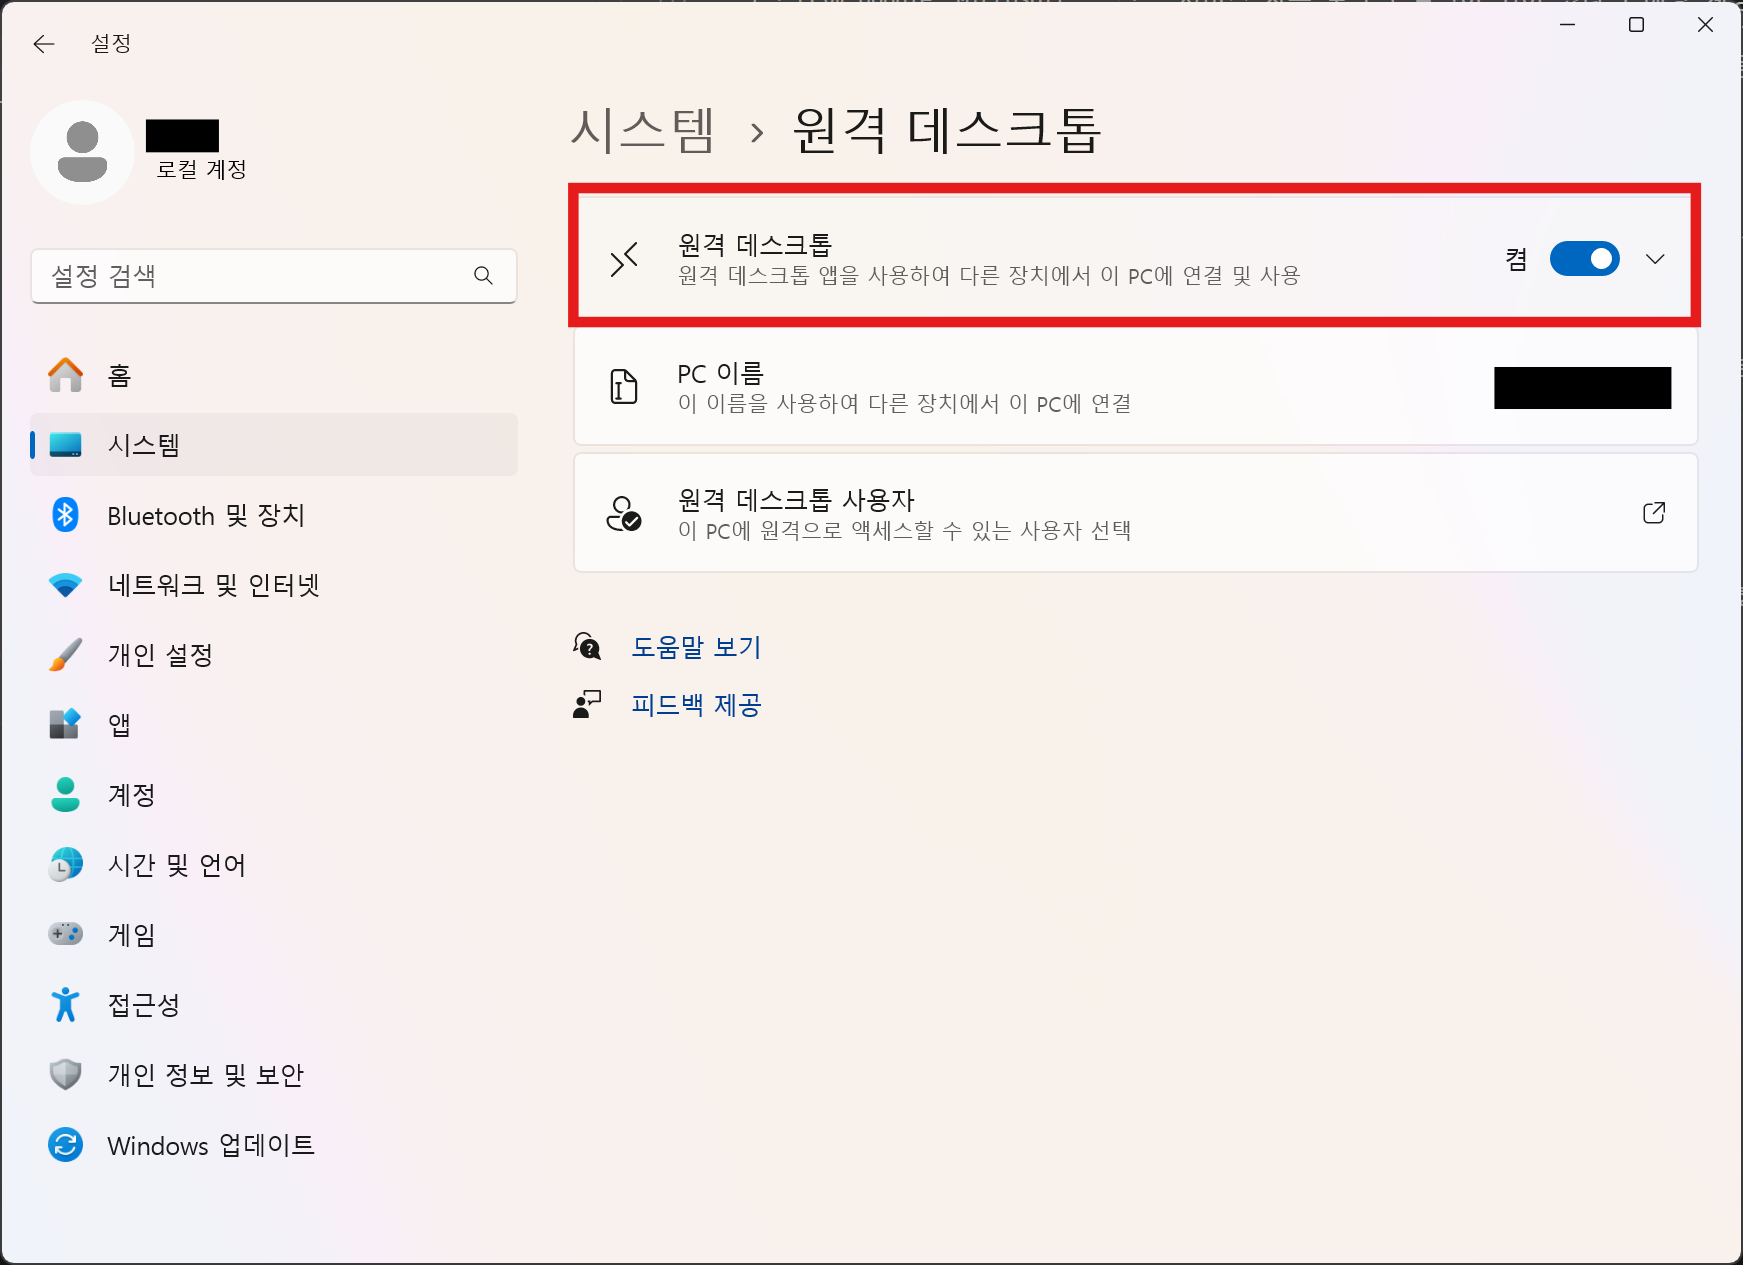 설정
로컬 계정
설정 검색
홈
시스템
Bluetooth 및 장치
네트워크 및 인터넷
개인 설정
앱
계정
시간 및 언어
게임
접근성
개인 정보 및 보안
Windows 업데이트
시스템 › 원격 데스크톱
원격 데스크톱
원격 데스크톱 앱을 사용하여 다른 장치에서 이 PC에 연결 및 사용
켬
PC 이름
이 이름을 사용하여 다른 장치에서 이 PC에 연결
원격 데스크톱 사용자
이 PC에 원격으로 액세스할 수 있는 사용자 선택
도움말 보기
피드백 제공